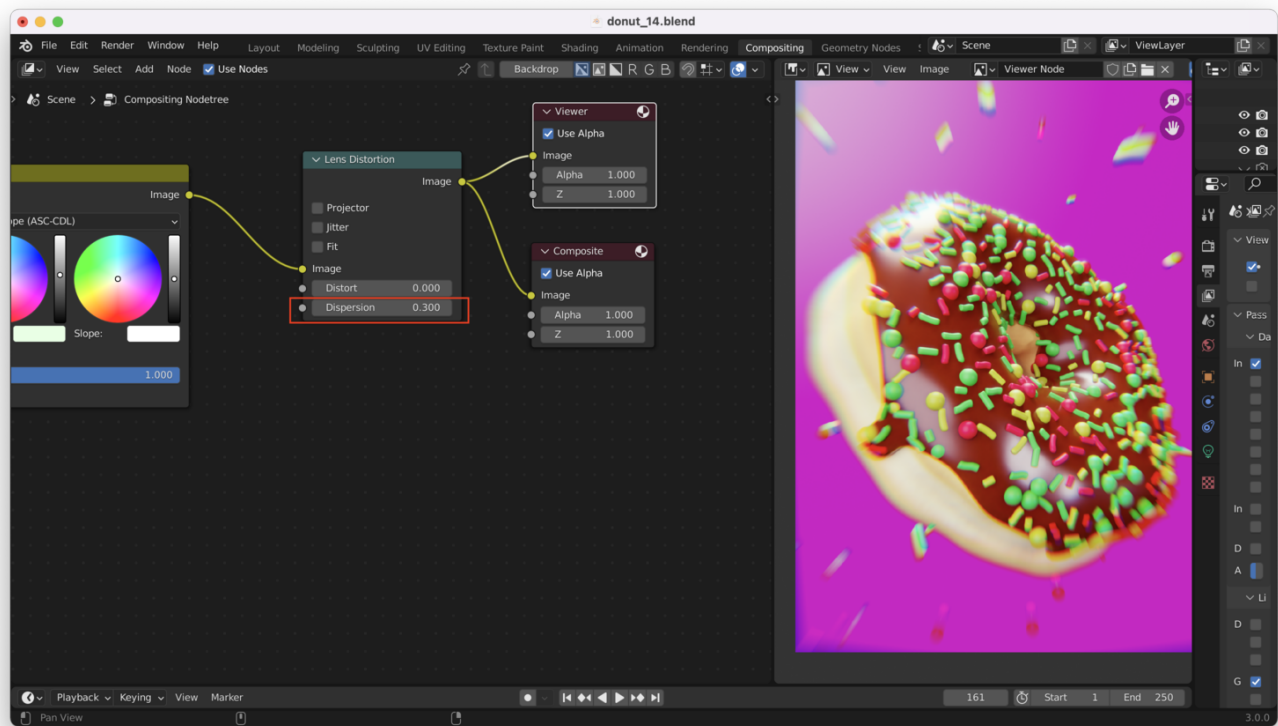 donut_14.blend
File Edit Render Window Help Layout Modeling Sculpting UV Editing Texture Paint Shading Animation Rendering Compositing Geometry Nodes Scene ViewLayer
View Select Add Node Use Nodes Backdrop R G B View View Image Viewer Node
Scene > Compositing Nodetree
Viewer
Use Alpha
Image
Alpha 1.000
Z 1.000
Lens Distortion
Image
Projector
Jitter
Fit
Image
Distort 0.000
Dispersion 0.300
Composite
Use Alpha
Image
Alpha 1.000
Z 1.000
Image
pe (ASC-CDL)
Slope:
1.000
View
Pass
Da
In
In
D
A
Li
D
G
Playback Keying View Marker 161 Start 1 End 250
Pan View 3.0.0